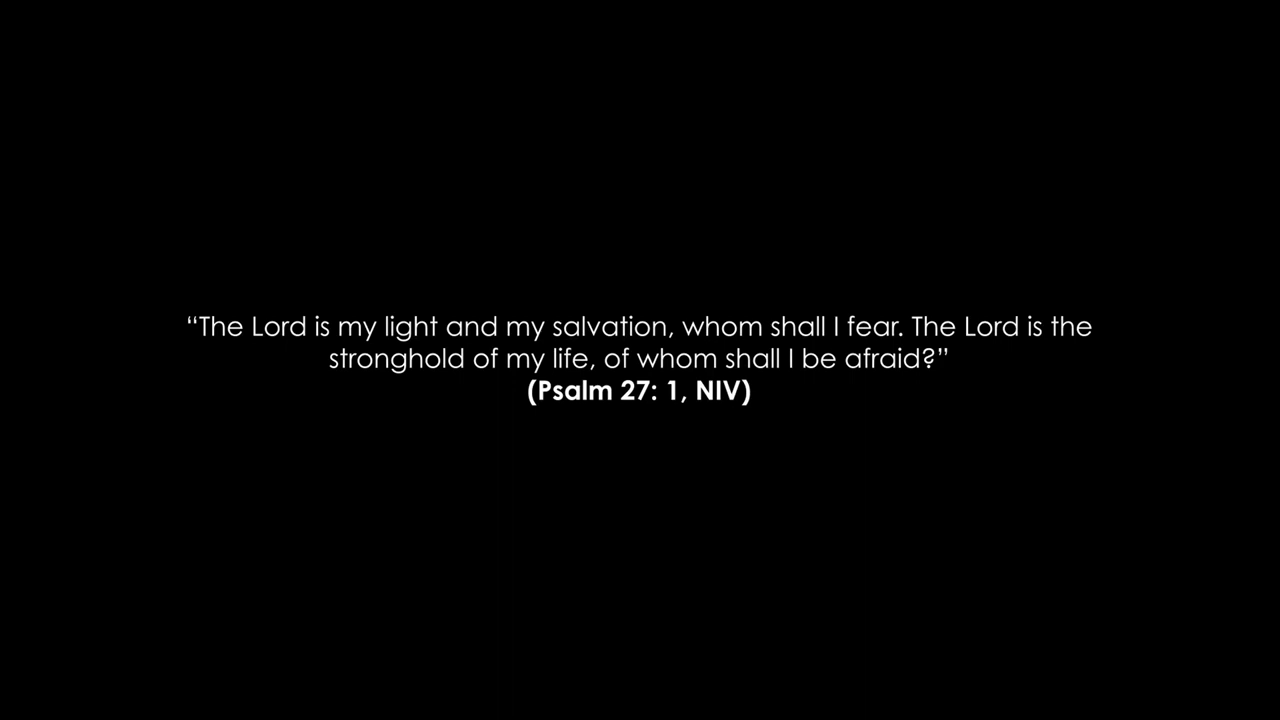 “The Lord is my light and my salvation, whom shall I fear. The Lord is the
stronghold of my life, of whom shall I be afraid?”
(Psalm 27: 1, NIV)